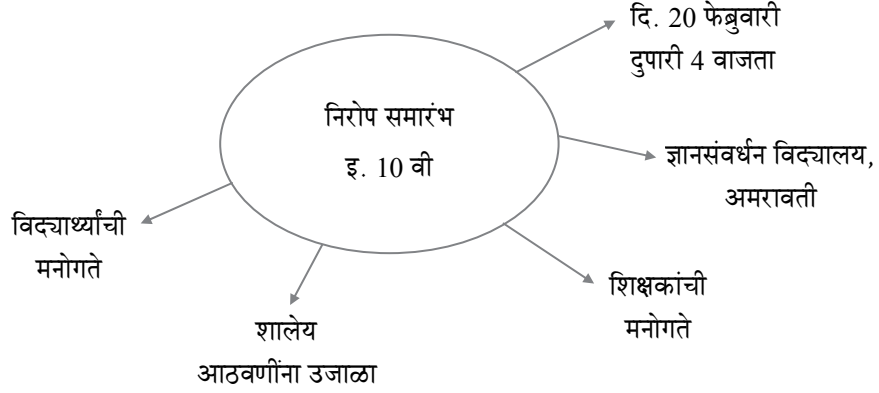 निरोप समारंभ
इ. 10 वी
दि. 20 फेब्रुवारी
दुपारी 4 वाजता
ज्ञानसंवर्धन विद्यालय,
अमरावती
शिक्षकांची
मनोगते
शालेय
आठवणींना उजाळा
विद्यार्थ्यांची
मनोगते